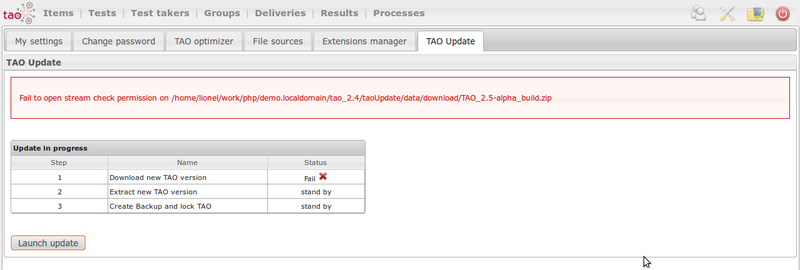 tao Items Tests Test takers Groups Deliveries Results Processes
My settings Change password TAO optimizer File sources Extensions manager TAO Update
TAO Update
Fail to open stream check permission on /home/lionel/work/php/demo.localdomain/tao_2.4/taoUpdate/data/download/TAO_2.5-alpha_build.zip
Update in progress
Step Name Status
1 Download new TAO version Fail
2 Extract new TAO version stand by
3 Create Backup and lock TAO stand by
Launch update